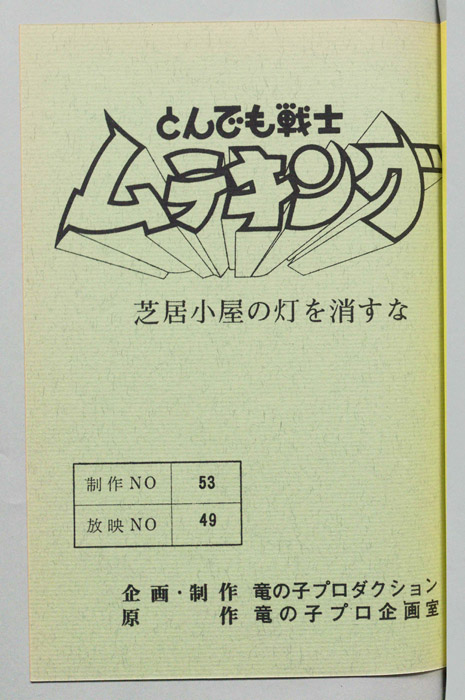 とんでも戦士
ムテキング
芝居小屋の灯を消すな
制作NO 53
放映NO 49
企画・制作 竜の子プロダクション
原作 竜の子プロ企画室